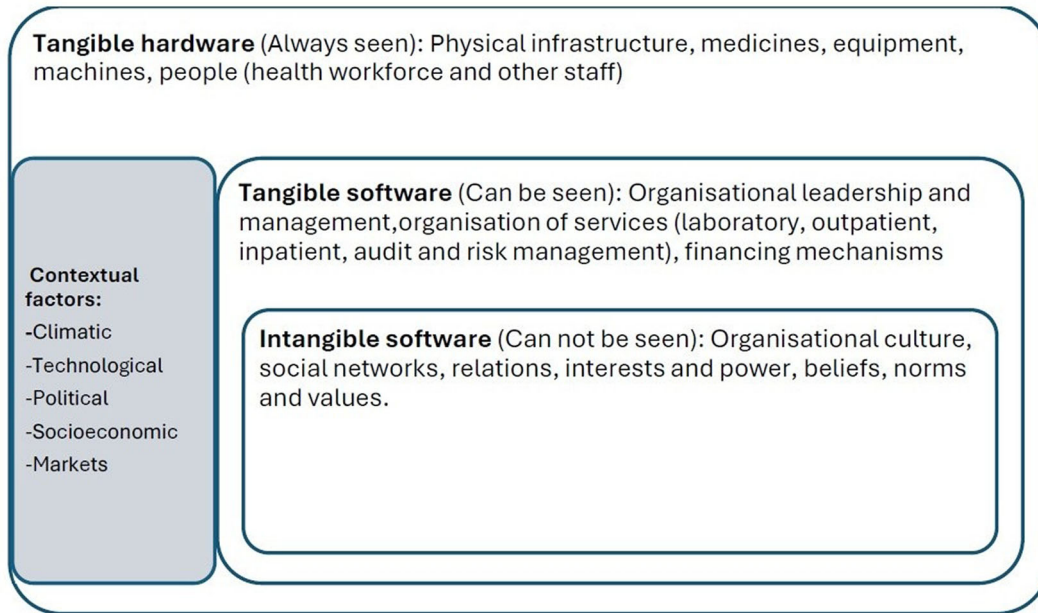 Tangible hardware (Always seen): Physical infrastructure, medicines, equipment,
machines, people (health workforce and other staff)
Tangible software (Can be seen): Organisational leadership and
management,organisation of services (laboratory, outpatient,
inpatient, audit and risk management), financing mechanisms
Contextual
factors:
-Climatic
-Technological
-Political
-Socioeconomic
-Markets
Intangible software (Can not be seen): Organisational culture,
social networks, relations, interests and power, beliefs, norms
and values.